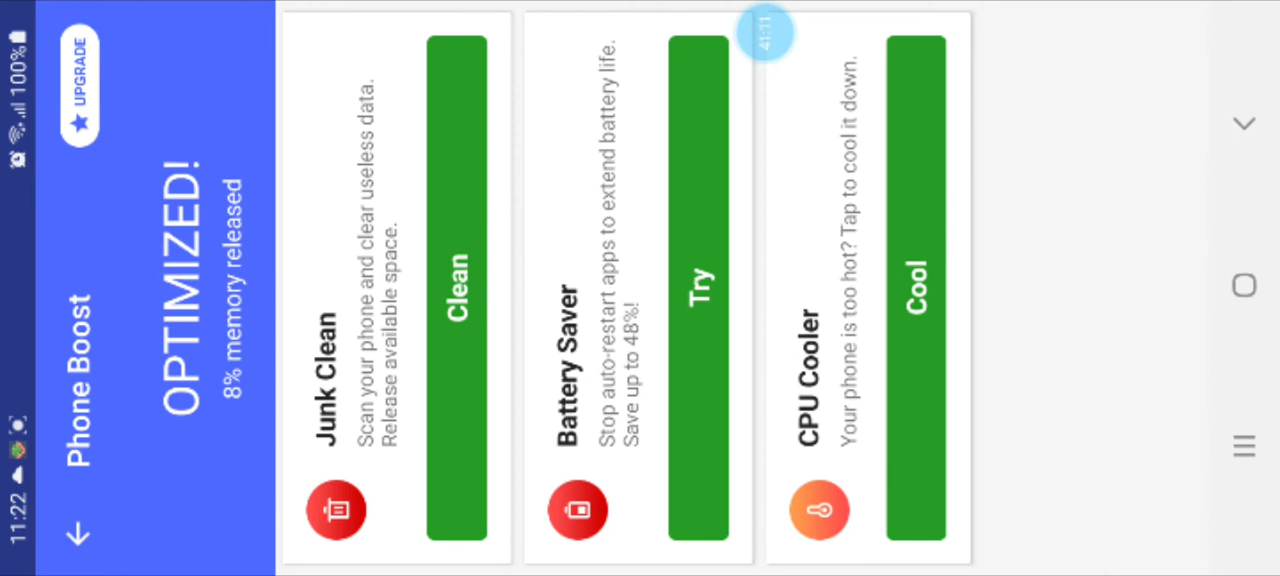 11:22
100%
Phone Boost
UPGRADE
OPTIMIZED!
8% memory released
Junk Clean
Scan your phone and clear useless data.
Release available space.
Clean
41:11
Battery Saver
Stop auto-restart apps to extend battery life.
Save up to 48%!
Try
CPU Cooler
Your phone is too hot? Tap to cool it down.
Cool